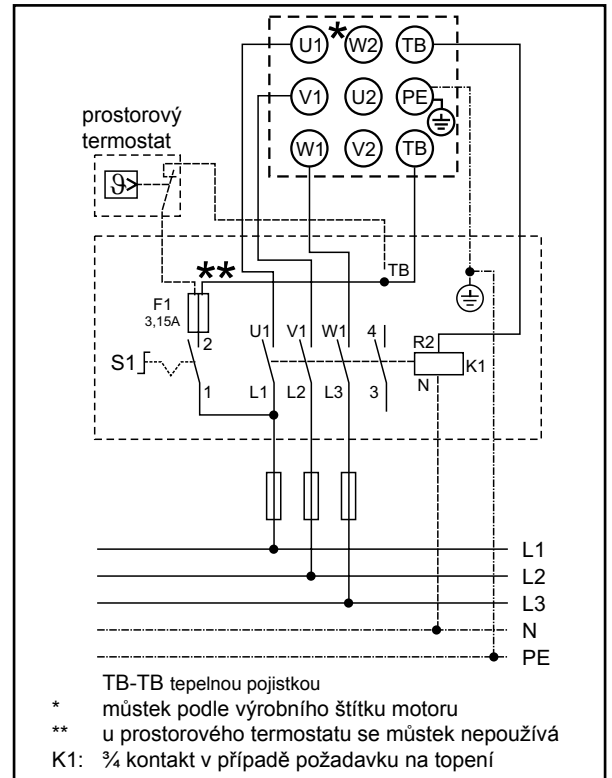 U1 * W2 TB
V1 U2 PE
W1 V2 TB
prostorový
termostat
ϑ>
**
TB
F1
3,15A
U1 V1 W1 4
R2
2
S1
K1
N
1 L1 L2 L3 3
L1
L2
L3
N
PE
TB-TB tepelnou pojistkou
* můstek podle výrobního štítku motoru
** u prostorového termostatu se můstek nepoužívá
K1: ¾ kontakt v případě požadavku na topení